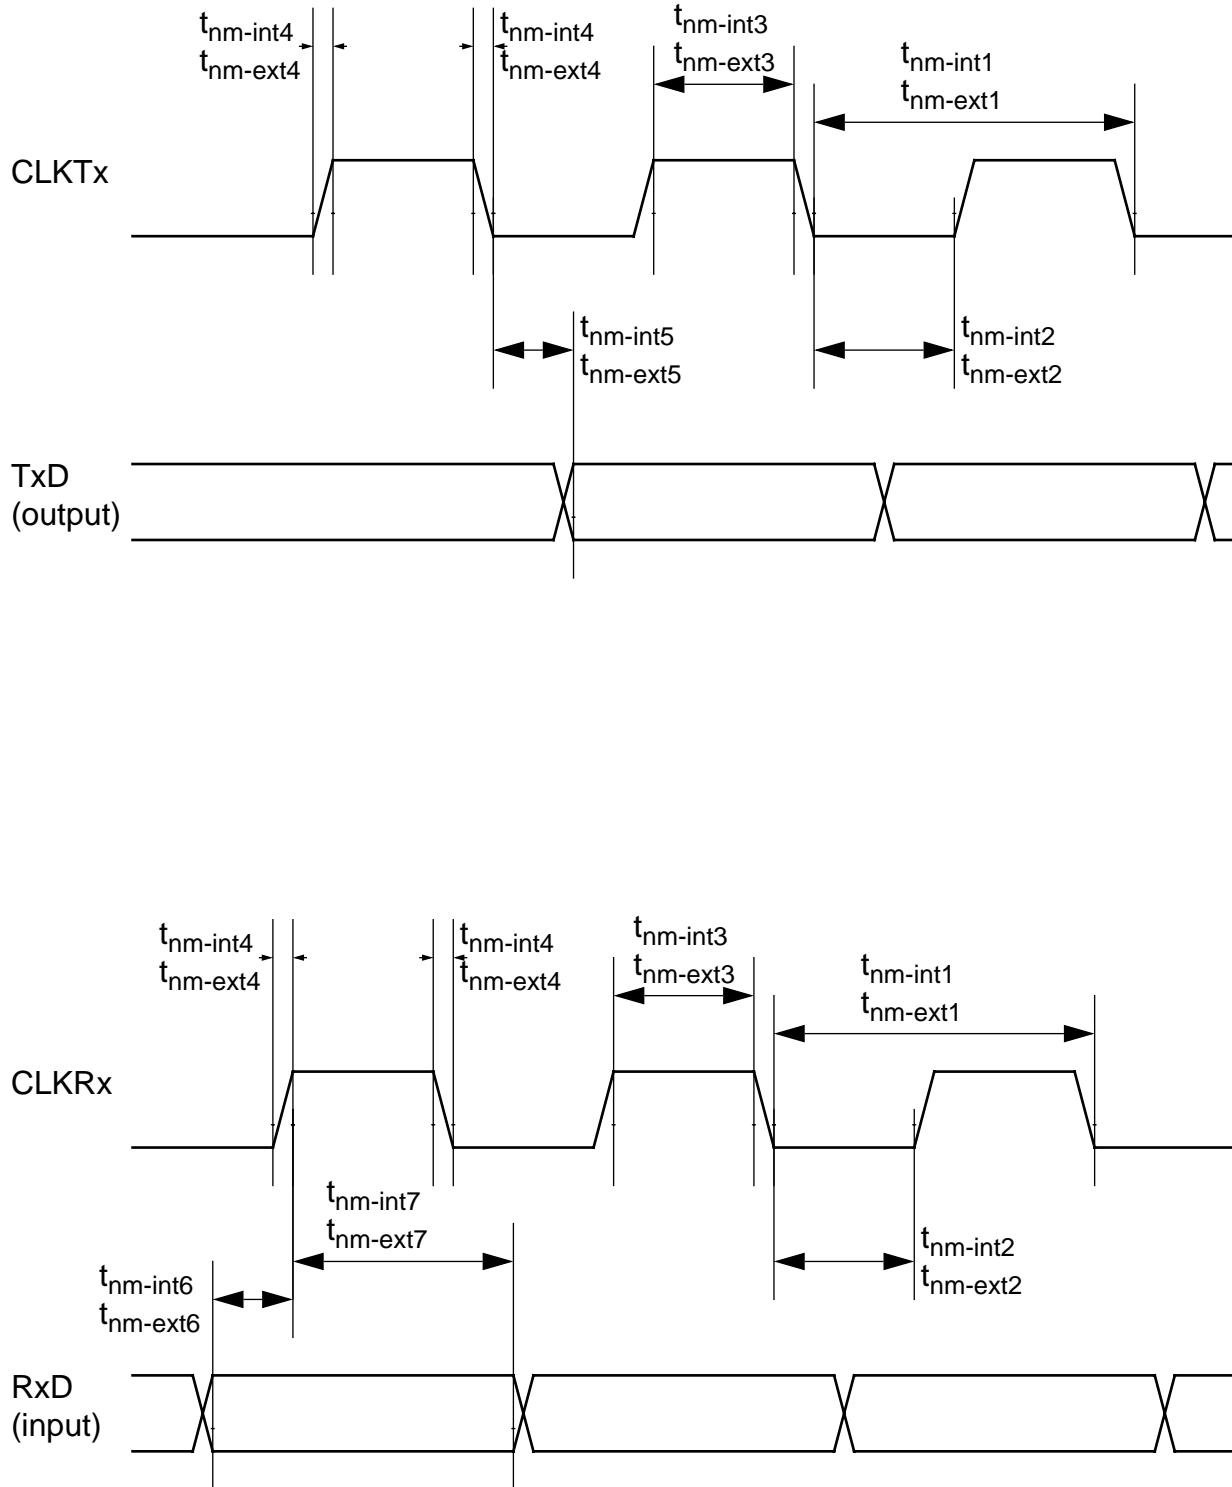 tnm-int4
tnm-ext4
tnm-int4
tnm-ext4
tnm-int3
tnm-ext3
tnm-int1
tnm-ext1
CLKTx
tnm-int5
tnm-ext5
tnm-int2
tnm-ext2
TxD
(output)
tnm-int4
tnm-ext4
tnm-int4
tnm-ext4
tnm-int3
tnm-ext3
tnm-int1
tnm-ext1
CLKRx
tnm-int7
tnm-ext7
tnm-int2
tnm-ext2
tnm-int6
tnm-ext6
RxD
(input)